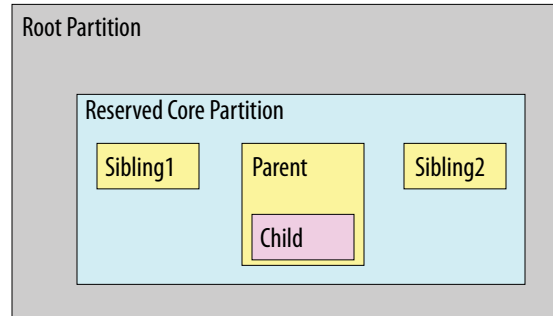 Root Partition
Reserved Core Partition
Sibling1
Parent
Sibling2
Child